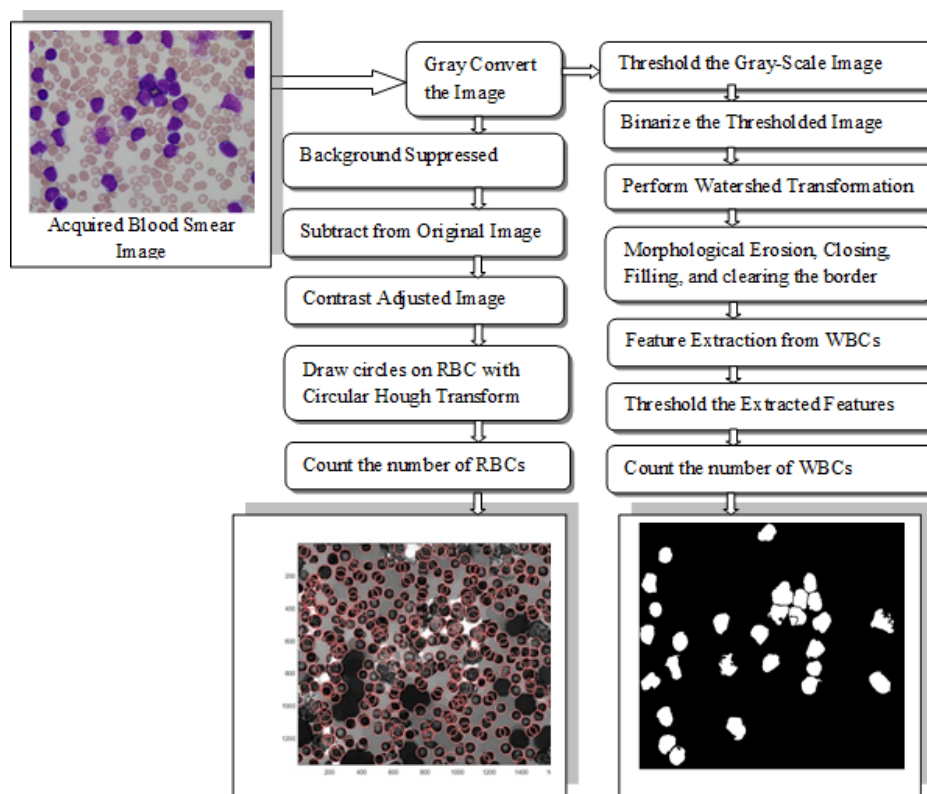 Acquired Blood Smear
Image
Gray Convert
the Image
Background Suppressed
Subtract from Original Image
Contrast Adjusted Image
Draw circles on RBC with
Circular Hough Transform
Count the number of RBCs
200
400
600
800
1000
1200
200
400
600
800
1000
1200
1400
Threshold the Gray-Scale Image
Binarize the Thresholded Image
Perform Watershed Transformation
Morphological Erosion, Closing,
Filling, and clearing the border
Feature Extraction from WBCs
Threshold the Extracted Features
Count the number of WBCs